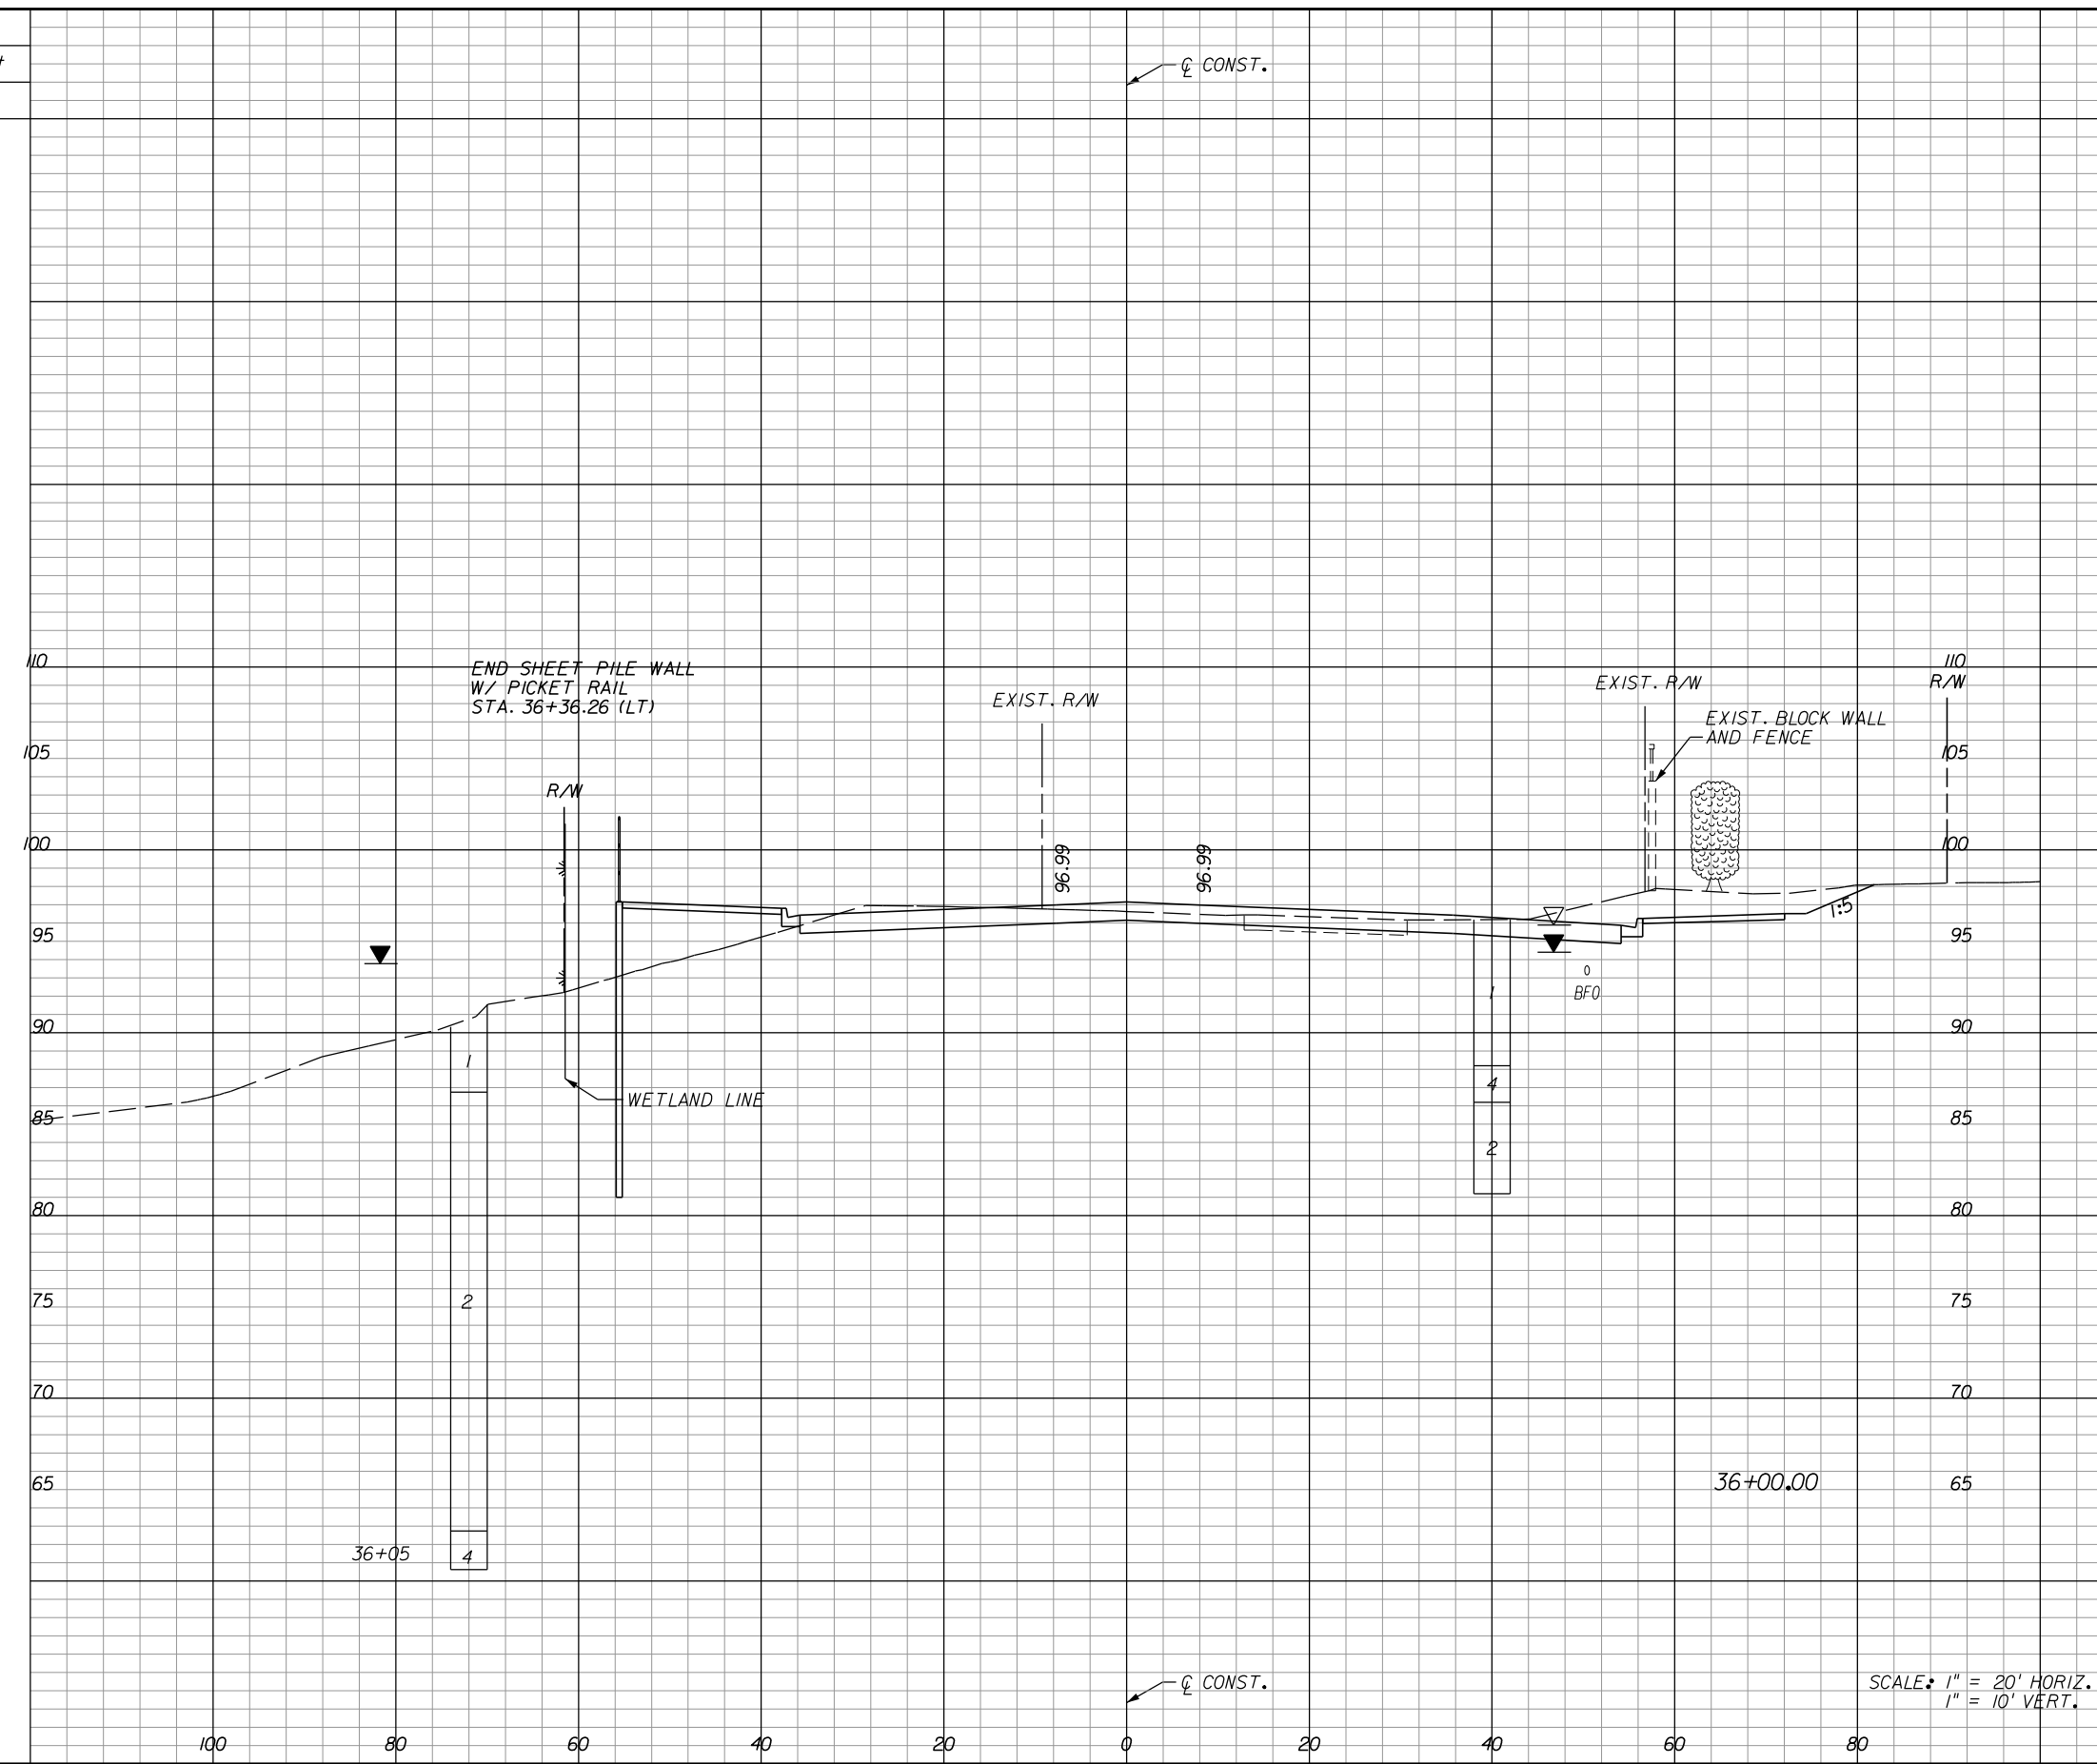 ℄ CONST.
110
END SHEET PILE WALL
W/ PICKET RAIL
STA. 36+36.26 (LT)
EXIST. R/W
EXIST. R/W
110
R/W
EXIST. BLOCK WALL
AND FENCE
105
105
R/W
100
96.99
96.99
100
95
1:5
95
0
BFO
1
90
90
1
4
WETLAND LINE
85
85
2
80
80
75
2
75
70
70
65
36+00.00
65
36+05
4
℄ CONST.
SCALE: 1" = 20' HORIZ.
1" = 10' VERT.
100
80
60
40
20
0
20
40
60
80